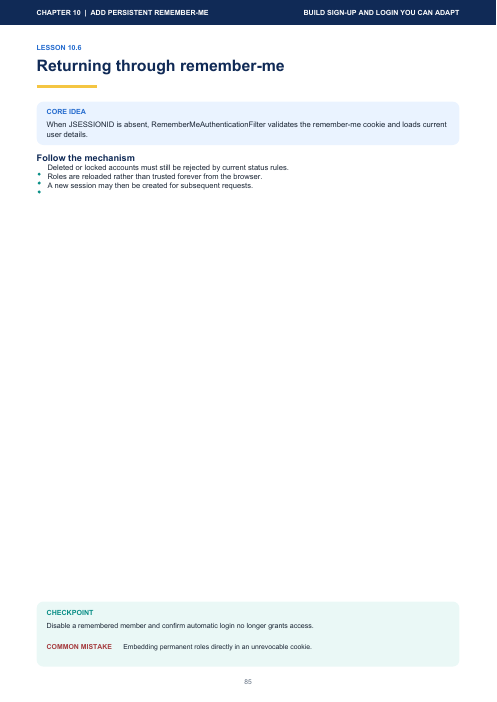 CHAPTER 10 | ADD PERSISTENT REMEMBER-ME
BUILD SIGN-UP AND LOGIN YOU CAN ADAPT
LESSON 10.6
Returning through remember-me
CORE IDEA
When JSESSIONID is absent, RememberMeAuthenticationFilter validates the remember-me cookie and loads current
user details.
Follow the mechanism
Deleted or locked accounts must still be rejected by current status rules.
Roles are reloaded rather than trusted forever from the browser.
A new session may then be created for subsequent requests.
CHECKPOINT
Disable a remembered member and confirm automatic login no longer grants access.
COMMON MISTAKE Embedding permanent roles directly in an unrevocable cookie.
85